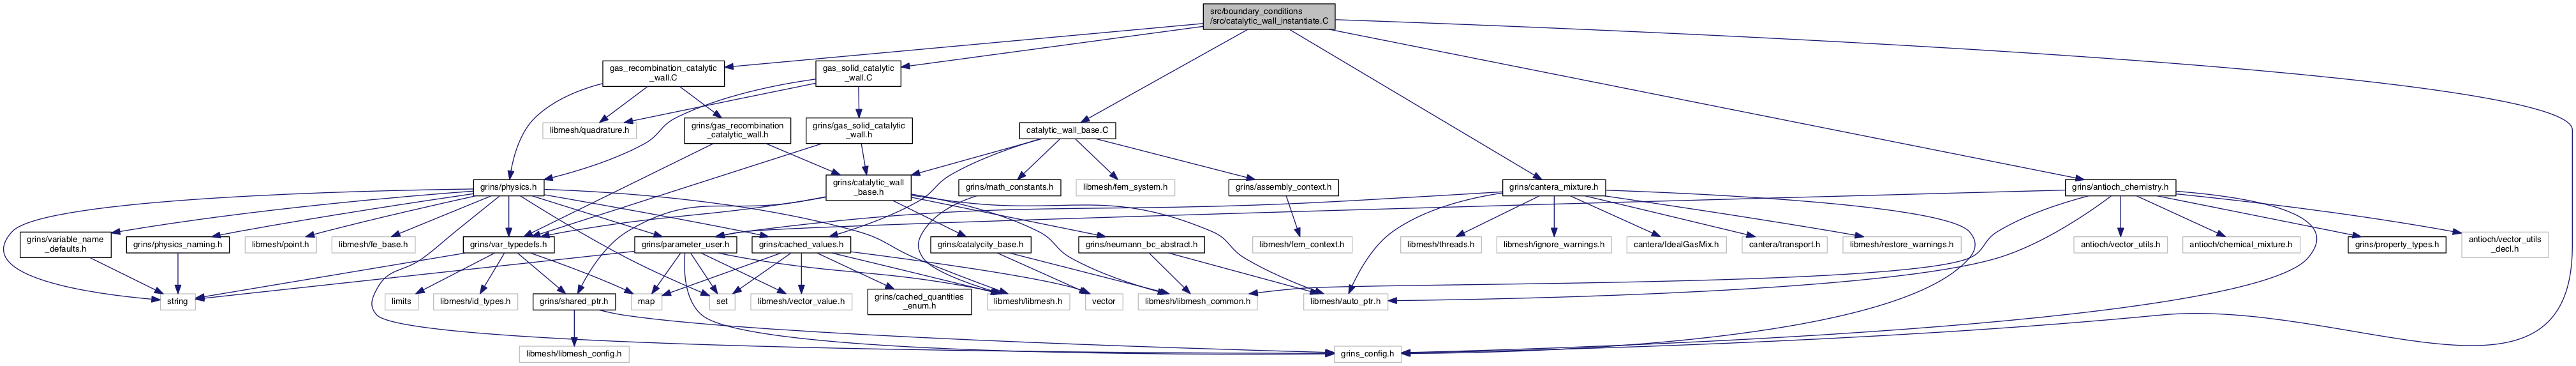 src/boundary_conditions
/src/catalytic_wall_instantiate.C
gas_recombination_catalytic
_wall.C
gas_solid_catalytic
_wall.C
libmesh/quadrature.h
grins/gas_recombination
_catalytic_wall.h
grins/gas_solid_catalytic
_wall.h
catalytic_wall_base.C
grins/physics.h
grins/catalytic_wall
_base.h
grins/math_constants.h
libmesh/fem_system.h
grins/assembly_context.h
grins/cantera_mixture.h
grins/antioch_chemistry.h
grins/variable_name
_defaults.h
grins/physics_naming.h
libmesh/point.h
libmesh/fe_base.h
grins/var_typedefs.h
grins/parameter_user.h
grins/cached_values.h
grins/catalycity_base.h
grins/neumann_bc_abstract.h
libmesh/fem_context.h
libmesh/threads.h
libmesh/ignore_warnings.h
cantera/IdealGasMix.h
cantera/transport.h
libmesh/restore_warnings.h
antioch/vector_utils.h
antioch/chemical_mixture.h
grins/property_types.h
antioch/vector_utils
_decl.h
string
limits
libmesh/id_types.h
grins/shared_ptr.h
map
set
libmesh/vector_value.h
grins/cached_quantities
_enum.h
libmesh/libmesh.h
vector
libmesh/libmesh_common.h
libmesh/auto_ptr.h
libmesh/libmesh_config.h
grins_config.h